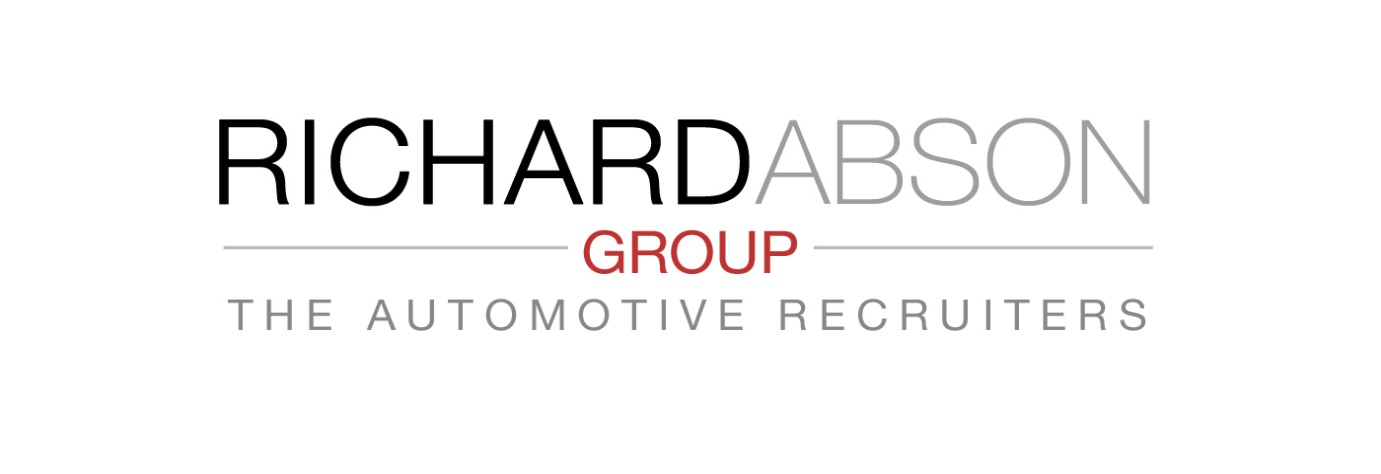 RICHARDABSON
GROUP
THE AUTOMOTIVE RECRUITERS